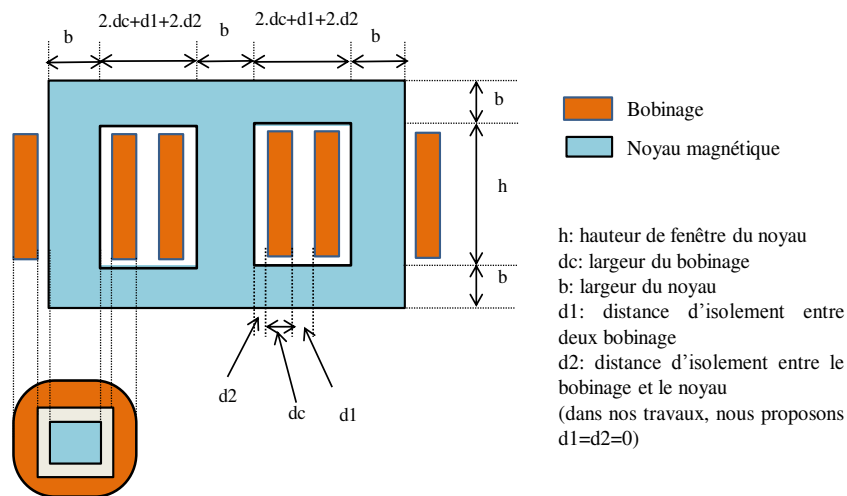 2.dc+d1+2.d2 2.dc+d1+2.d2
b b b
b
Bobinage
Noyau magnétique
h
b
h: hauteur de fenêtre du noyau
dc: largeur du bobinage
b: largeur du noyau
d1: distance d'isolement entre
deux bobinage
d2: distance d'isolement entre le
bobinage et le noyau
(dans nos travaux, nous proposons
d1=d2=0)
d2 dc d1